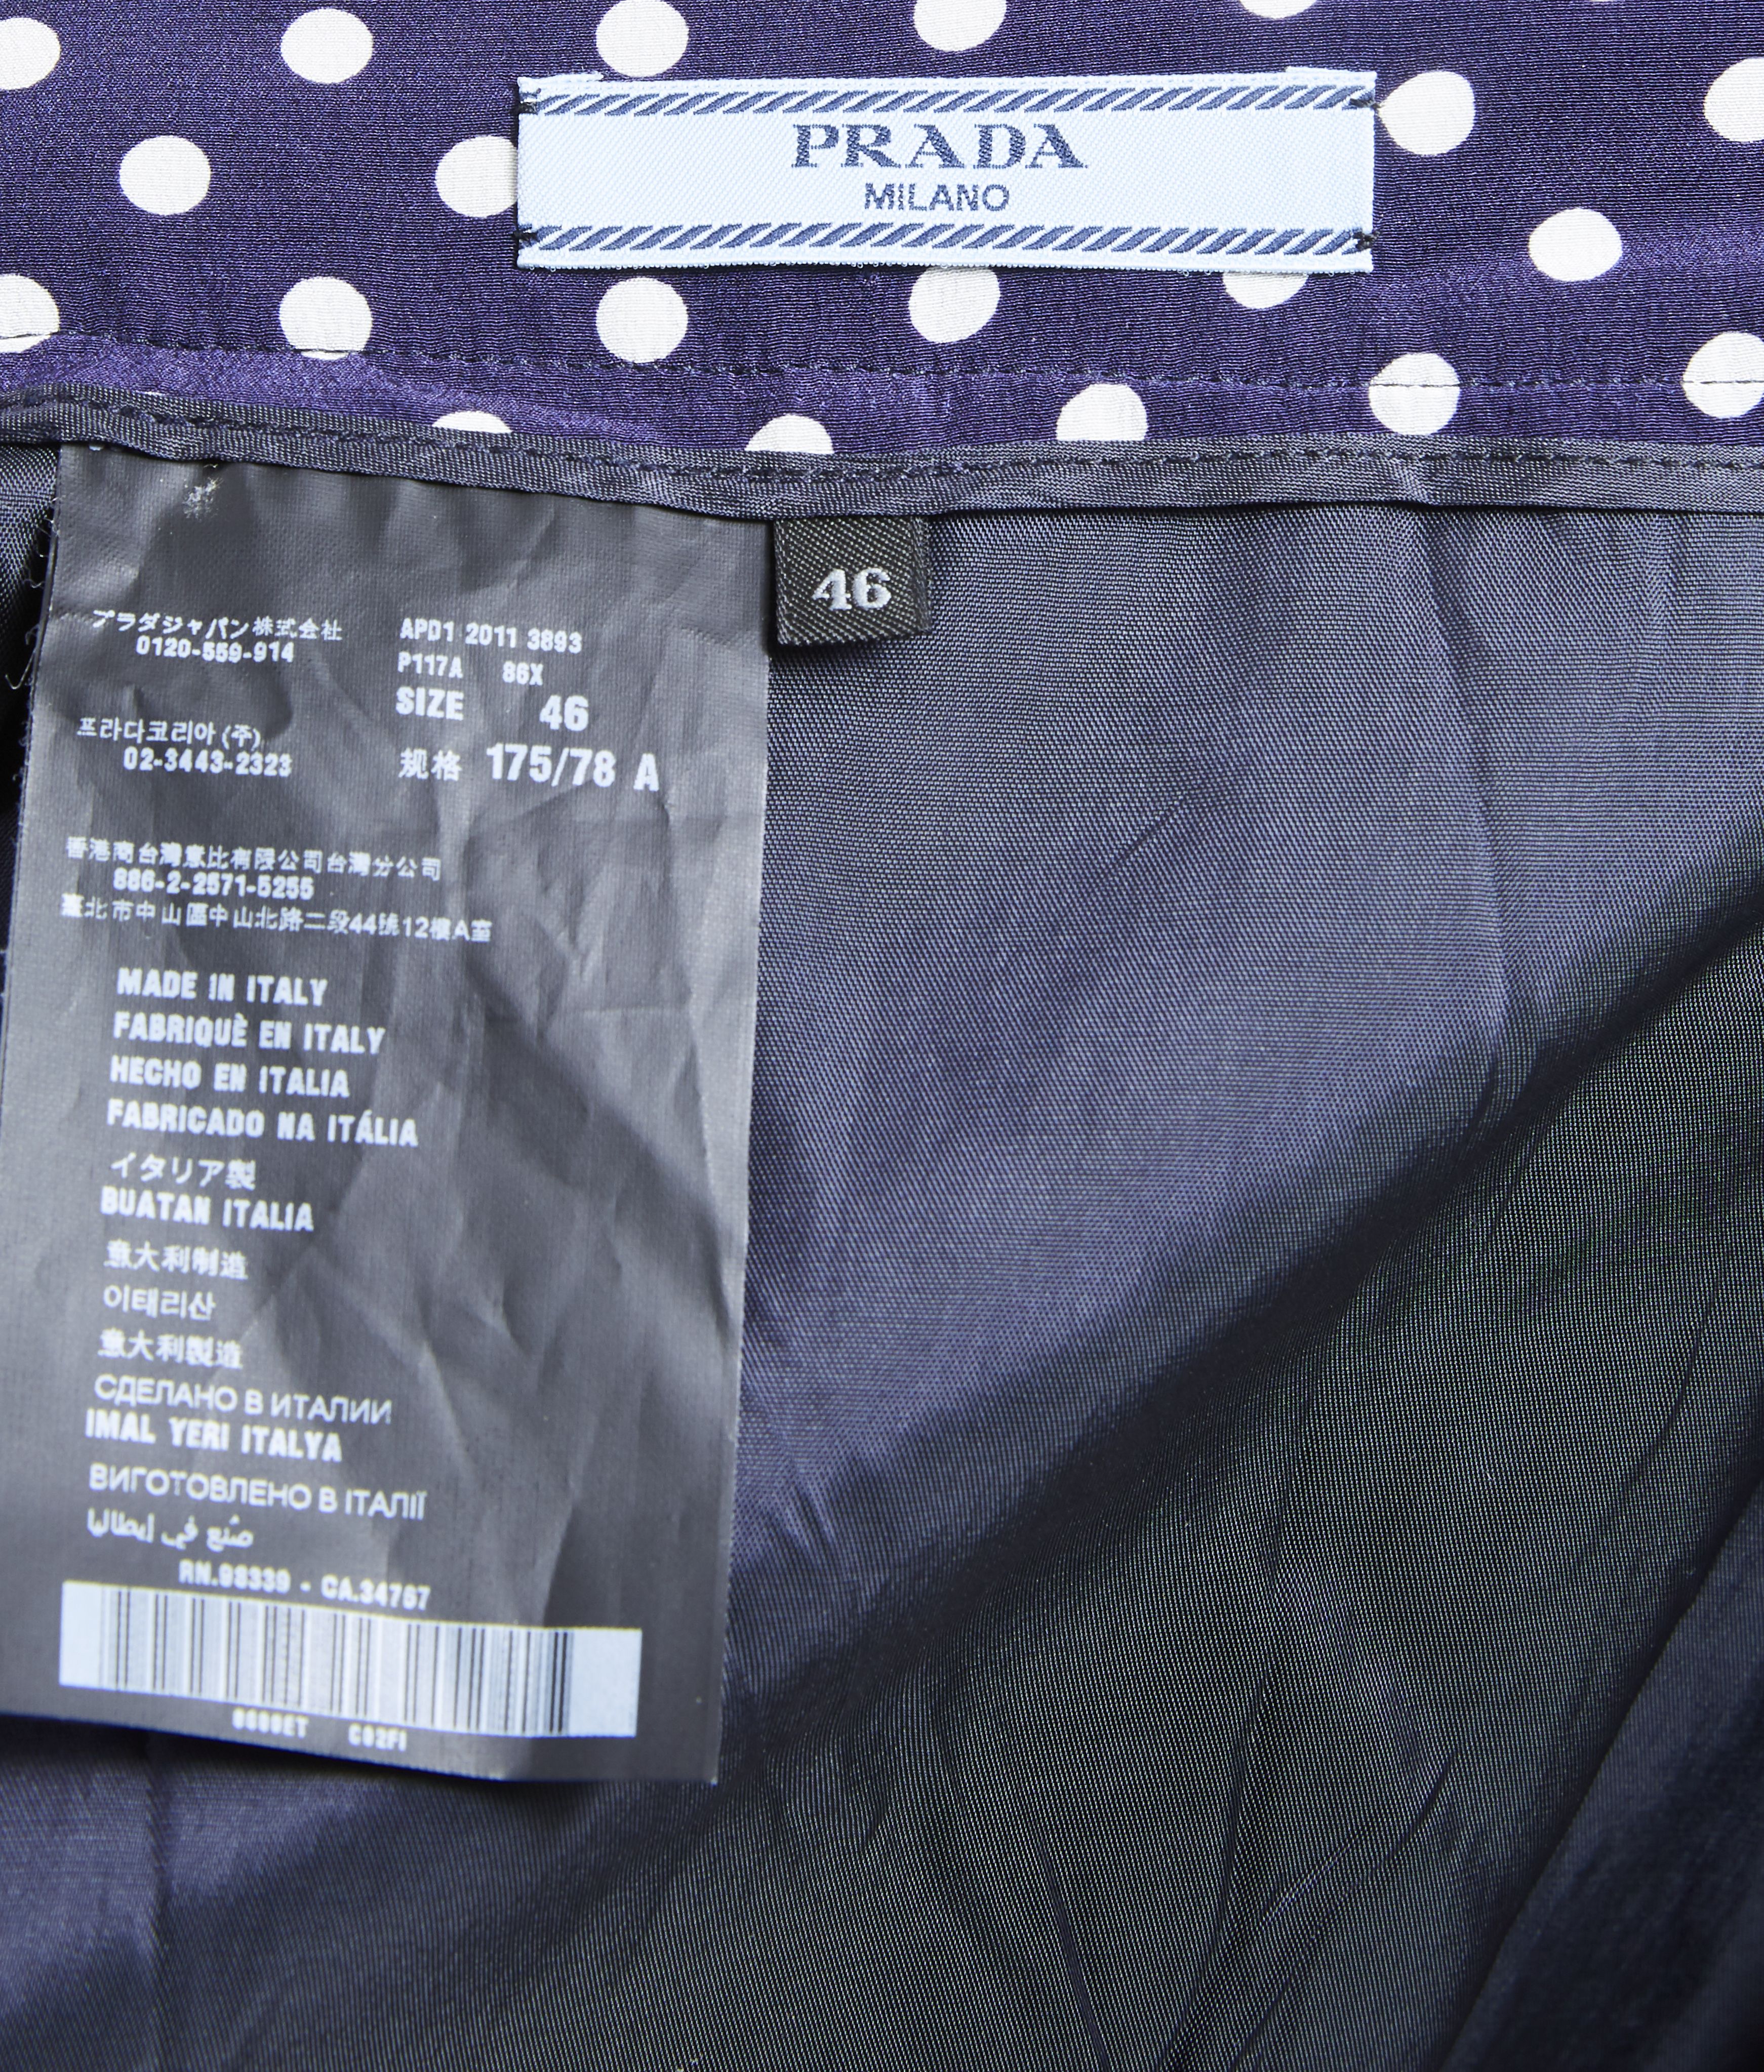 PRADA
MILANO
46
プラダジャパン株式会社
0120-559-914
APD1 2011 3893
P117A 86X
SIZE 46
프라다코리아 (주)
02-3443-2323
规格 175/78 A
香港商台灣意比有限公司台灣分公司
886-2-2571-5255
臺北市中山區中山北路二段44號12樓A室
MADE IN ITALY
FABRIQUÈ EN ITALY
HECHO EN ITALIA
FABRICADO NA ITÁLIA
イタリア製
BUATAN ITALIA
意大利制造
이태리산
意大利製造
СДЕЛАНО В ИТАЛИИ
IMAL YERI ITALYA
ВИГОТОВЛЕНО В ІТАЛІЇ
صُنع في إيطاليا
RN.98339 - CA.34767
C02FI